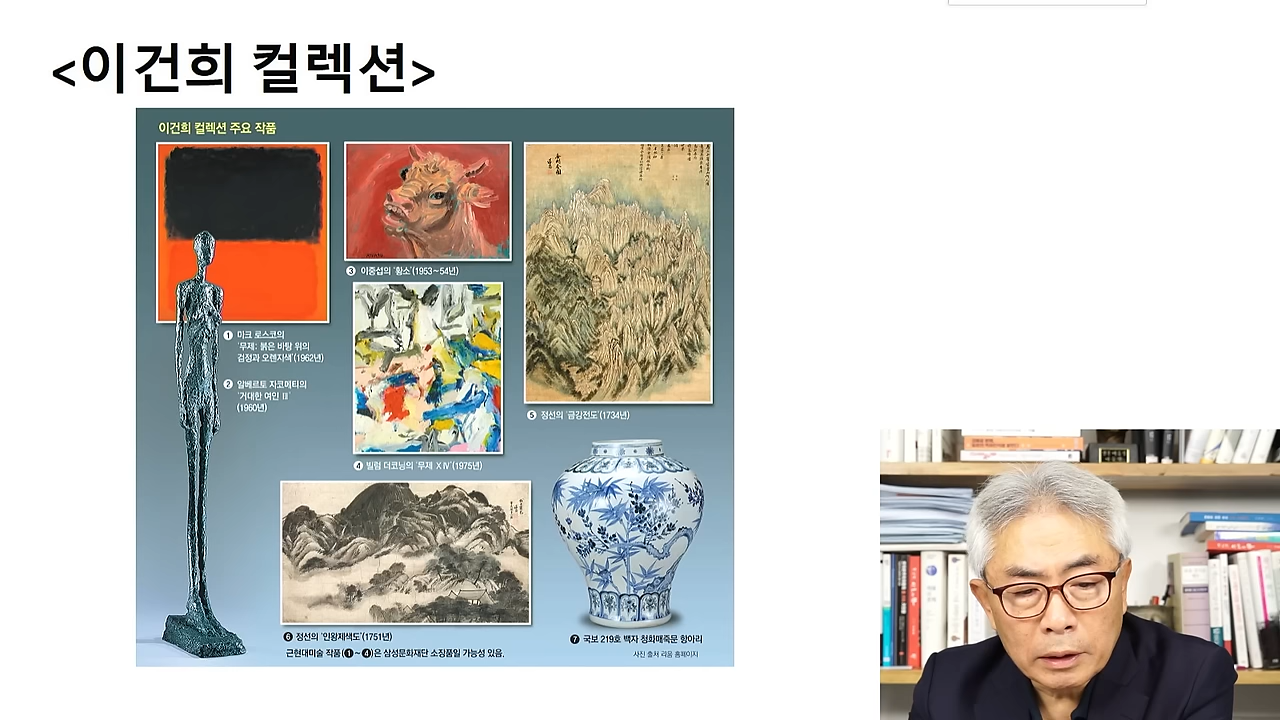 <이건희 컬렉션>
이건희 컬렉션 주요 작품
❶ 마크 로스코의
'무제: 붉은 바탕 위의
검정과 오렌지색'(1962년)
❷ 알베르토 자코메티의
'거대한 여인 Ⅲ'
(1960년)
❸ 이중섭의 '황소'(1953~54년)
❹ 빌럼 더코닝의 '무제 ⅩⅣ'(1975년)
❺ 정선의 '금강전도'(1734년)
❻ 정선의 '인왕제색도'(1751년)
근현대미술 작품(❶~❹)은 삼성문화재단 소장품일 가능성 있음.
❼ 국보 219호 백자 청화매죽문 항아리
사진 출처 리움 홈페이지